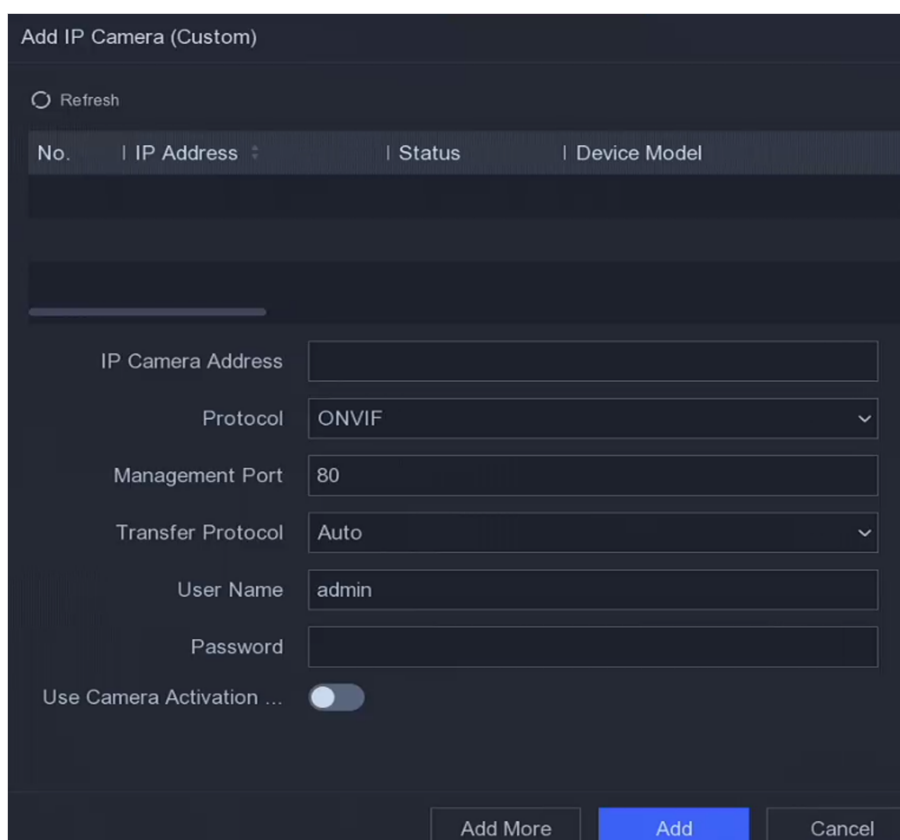 Add IP Camera (Custom)
Refresh
No. IP Address Status Device Model
IP Camera Address
Protocol ONVIF
Management Port 80
Transfer Protocol Auto
User Name admin
Password
Use Camera Activation ...
Add More Add Cancel